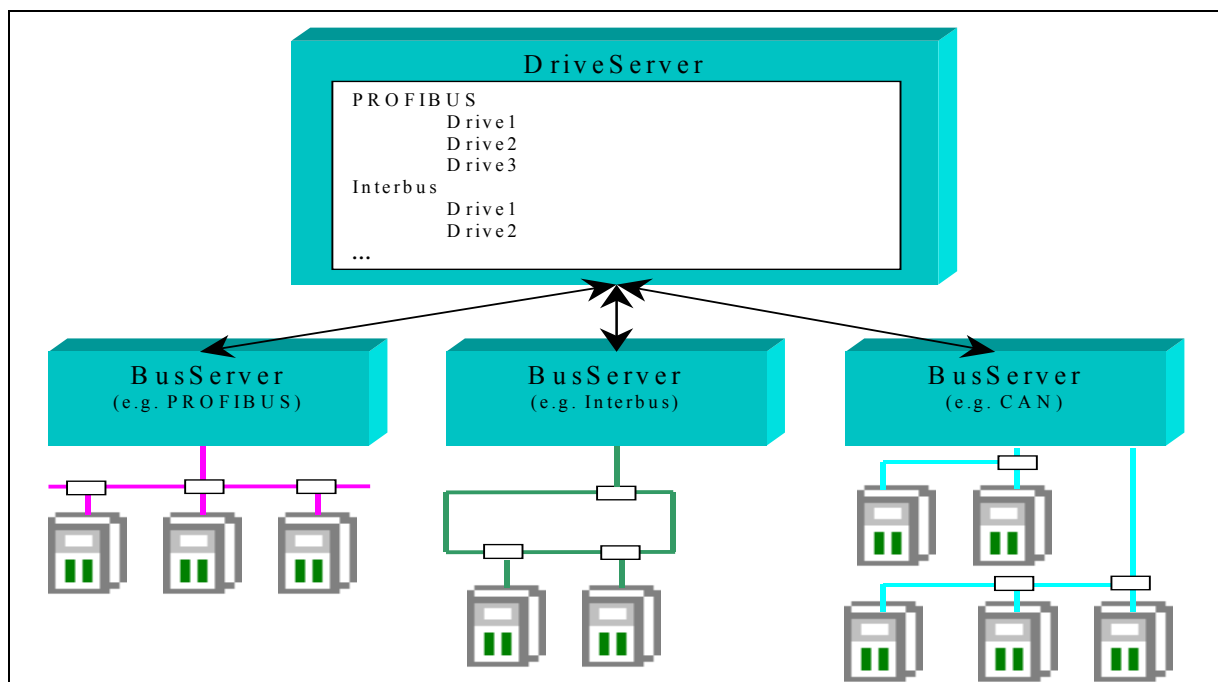 DriveServer
PROFIBUS
Drive1
Drive2
Drive3
Interbus
Drive1
Drive2
...
BusServer
(e.g. PROFIBUS)
BusServer
(e.g. Interbus)
BusServer
(e.g. CAN)